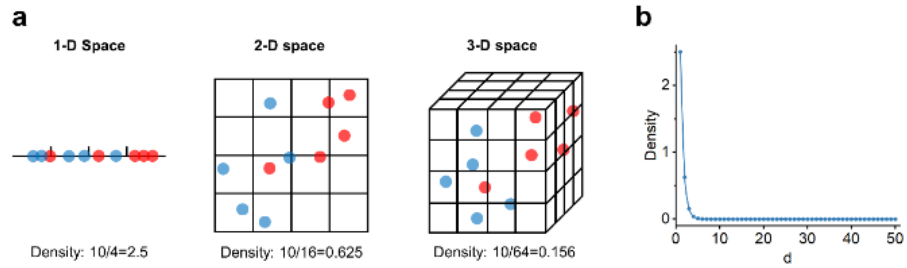 a
1-D Space
2-D space
3-D space
Density: 10/4=2.5
Density: 10/16=0.625
Density: 10/64=0.156
b
Density
2
1
0
0
10
20
30
40
50
d